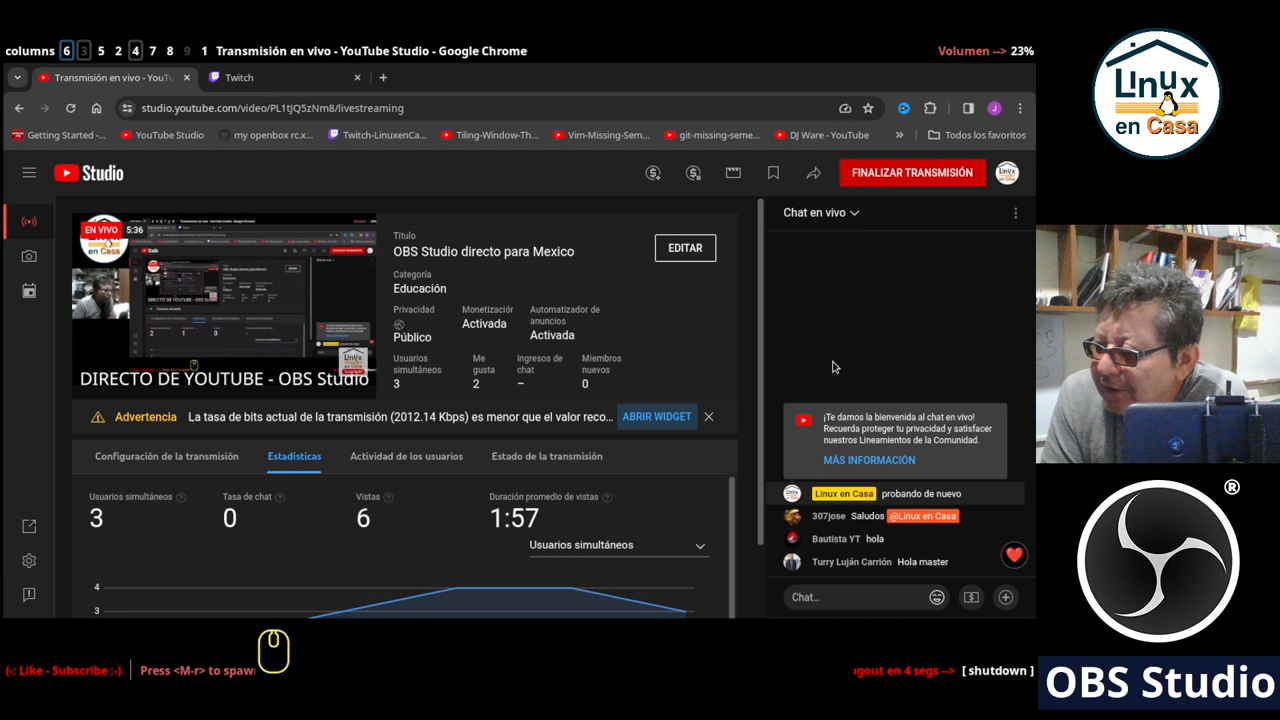 columns 6 3 5 2 4 7 8 9 1 Transmisión en vivo - YouTube Studio - Google Chrome
Volumen --> 23%
Transmisión en vivo - YouTu
Twitch
studio.youtube.com/video/PL1tJQ5zNm8/livestreaming
J
Getting Started -...
YouTube Studio
my openbox rc.x...
Twitch-LinuxenCa...
Tiling-Window-Th...
Vim-Missing-Sem...
git-missing-seme...
DJ Ware - YouTube
Todos los favoritos
Studio
FINALIZAR TRANSMISIÓN
EN VIVO 5:36
DIRECTO DE YOUTUBE - OBS Studio
Título
OBS Studio directo para Mexico
EDITAR
Categoría
Educación
Privacidad
Público
Monetización
Activada
Automatizador de
anuncios
Activada
Usuarios
simultáneos
3
Me
gusta
2
Ingresos de
chat
–
Miembros
nuevos
0
Advertencia La tasa de bits actual de la transmisión (2012.14 Kbps) es menor que el valor reco...
ABRIR WIDGET
Configuración de la transmisión
Estadísticas
Actividad de los usuarios
Estado de la transmisión
Usuarios simultáneos
3
Tasa de chat
0
Vistas
6
Duración promedio de vistas
1:57
Usuarios simultáneos
4
3
Chat en vivo
¡Te damos la bienvenida al chat en vivo!
Recuerda proteger tu privacidad y satisfacer
nuestros Lineamientos de la Comunidad.
MÁS INFORMACIÓN
Linux en Casa probando de nuevo
307jose Saludos @Linux en Casa
Bautista YT hola
Turry Luján Carrión Hola master
Chat...
(-: Like - Subscribe :-)
Press <M-r> to spaw
gout en 4 segs --> [ shutdown ]
Linux
en Casa
®
OBS Studio